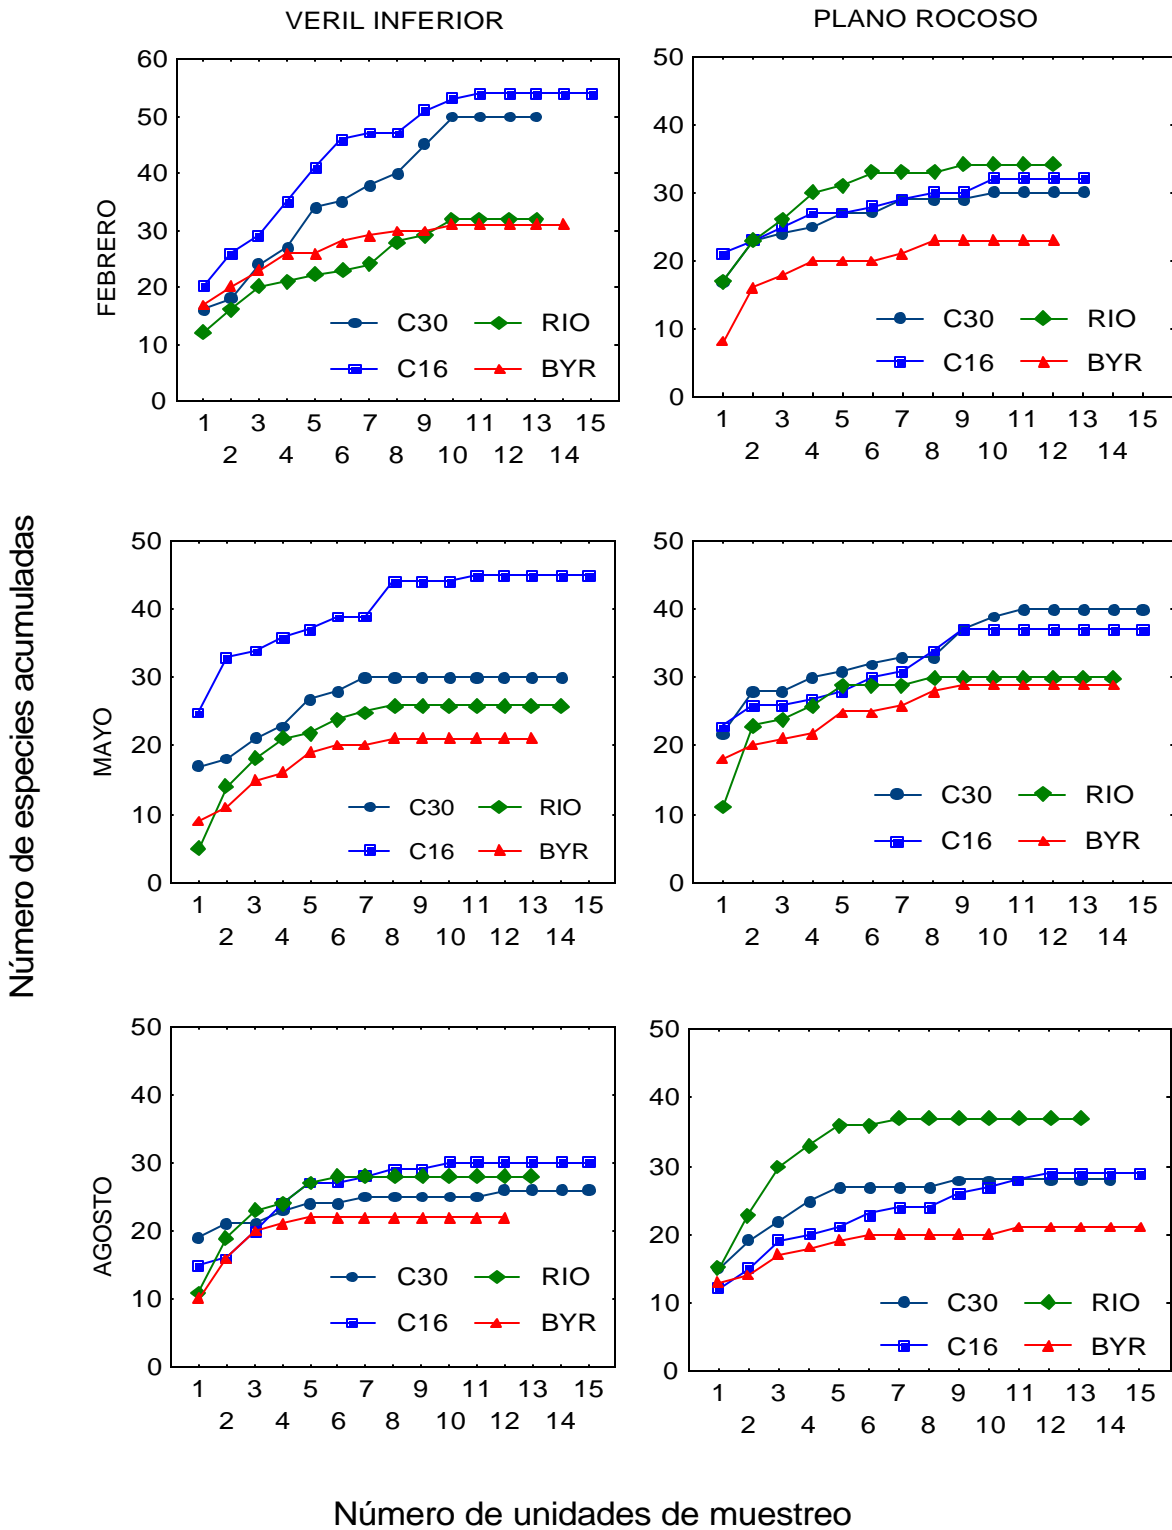 VERIL INFERIOR
PLANO ROCOSO
Número de especies acumuladas
FEBRERO
60
50
40
30
20
10
0
C30 RIO
C16 BYR
1 3 5 7 9 11 13 15
2 4 6 8 10 12 14
50
40
30
20
10
0
C30 RIO
C16 BYR
1 3 5 7 9 11 13 15
2 4 6 8 10 12 14
MAYO
50
40
30
20
10
0
C30 RIO
C16 BYR
1 3 5 7 9 11 13 15
2 4 6 8 10 12 14
50
40
30
20
10
0
C30 RIO
C16 BYR
1 3 5 7 9 11 13 15
2 4 6 8 10 12 14
AGOSTO
50
40
30
20
10
0
C30 RIO
C16 BYR
1 3 5 7 9 11 13 15
2 4 6 8 10 12 14
50
40
30
20
10
0
C30 RIO
C16 BYR
1 3 5 7 9 11 13 15
2 4 6 8 10 12 14
Número de unidades de muestreo